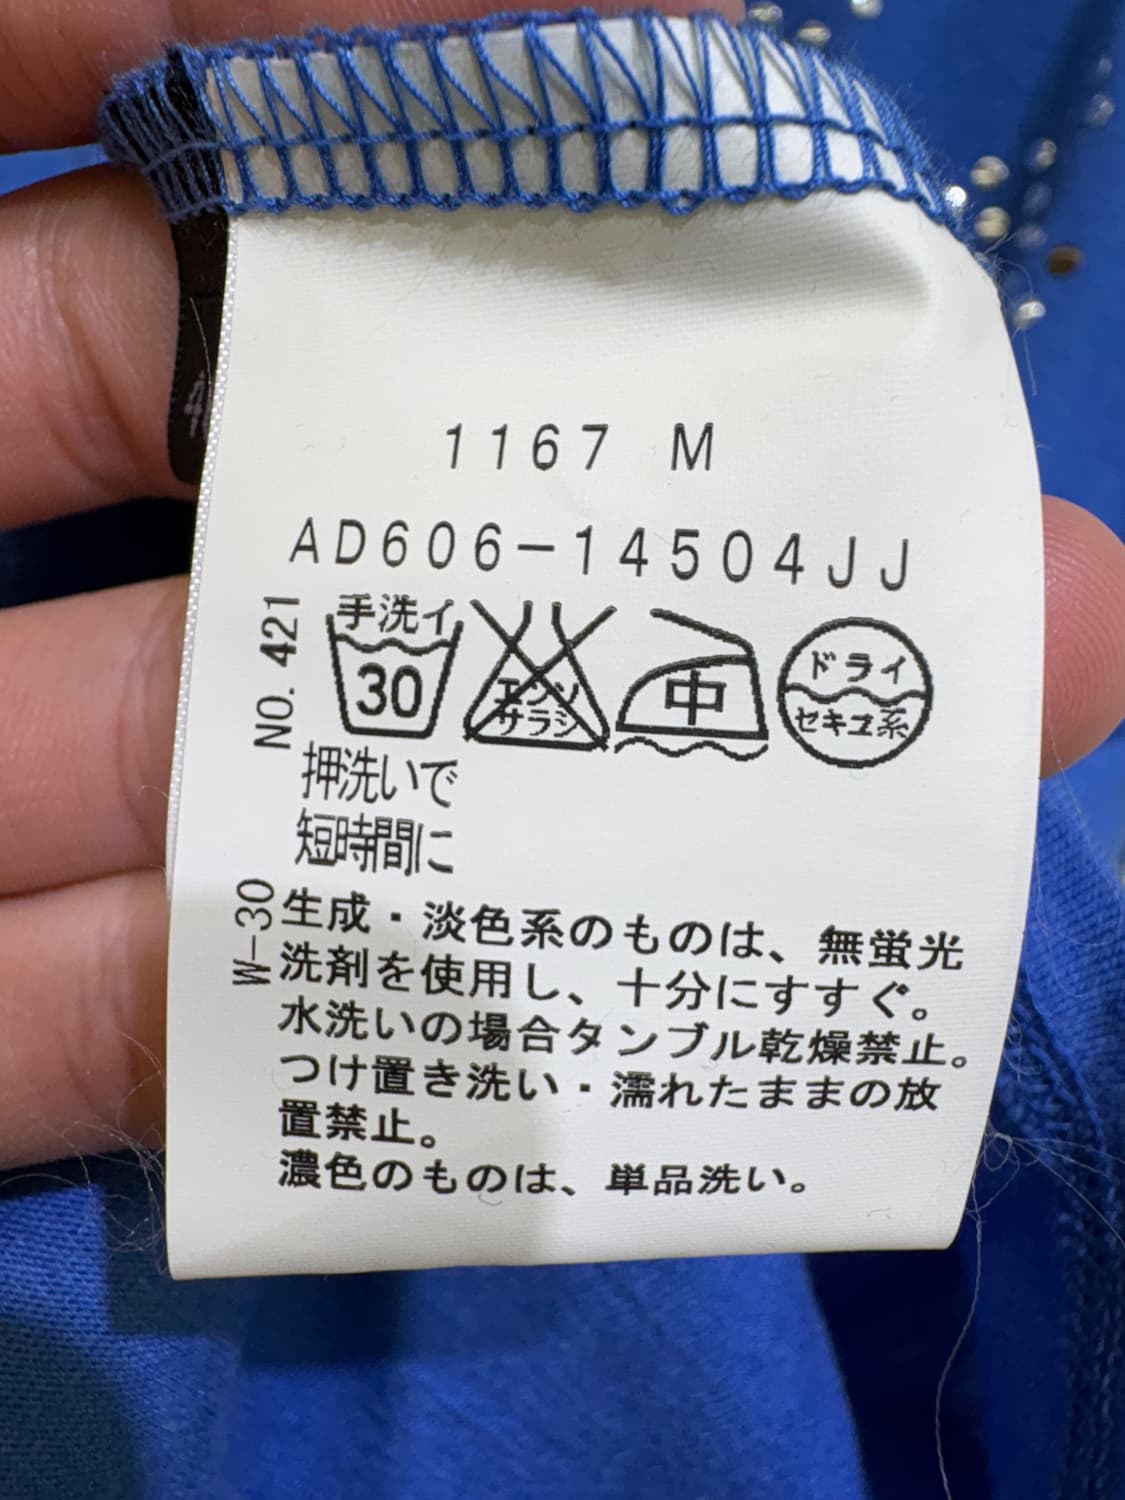 1167 M
AD606-14504JJ
NO. 421
手洗イ
30
エンソ
サラシ
中
ドライ
セキユ系
押洗いで
短時間に
W-30
生成・淡色系のものは、無蛍光
洗剤を使用し、十分にすすぐ。
水洗いの場合タンブル乾燥禁止。
つけ置き洗い・濡れたままの放
置禁止。
濃色のものは、単品洗い。